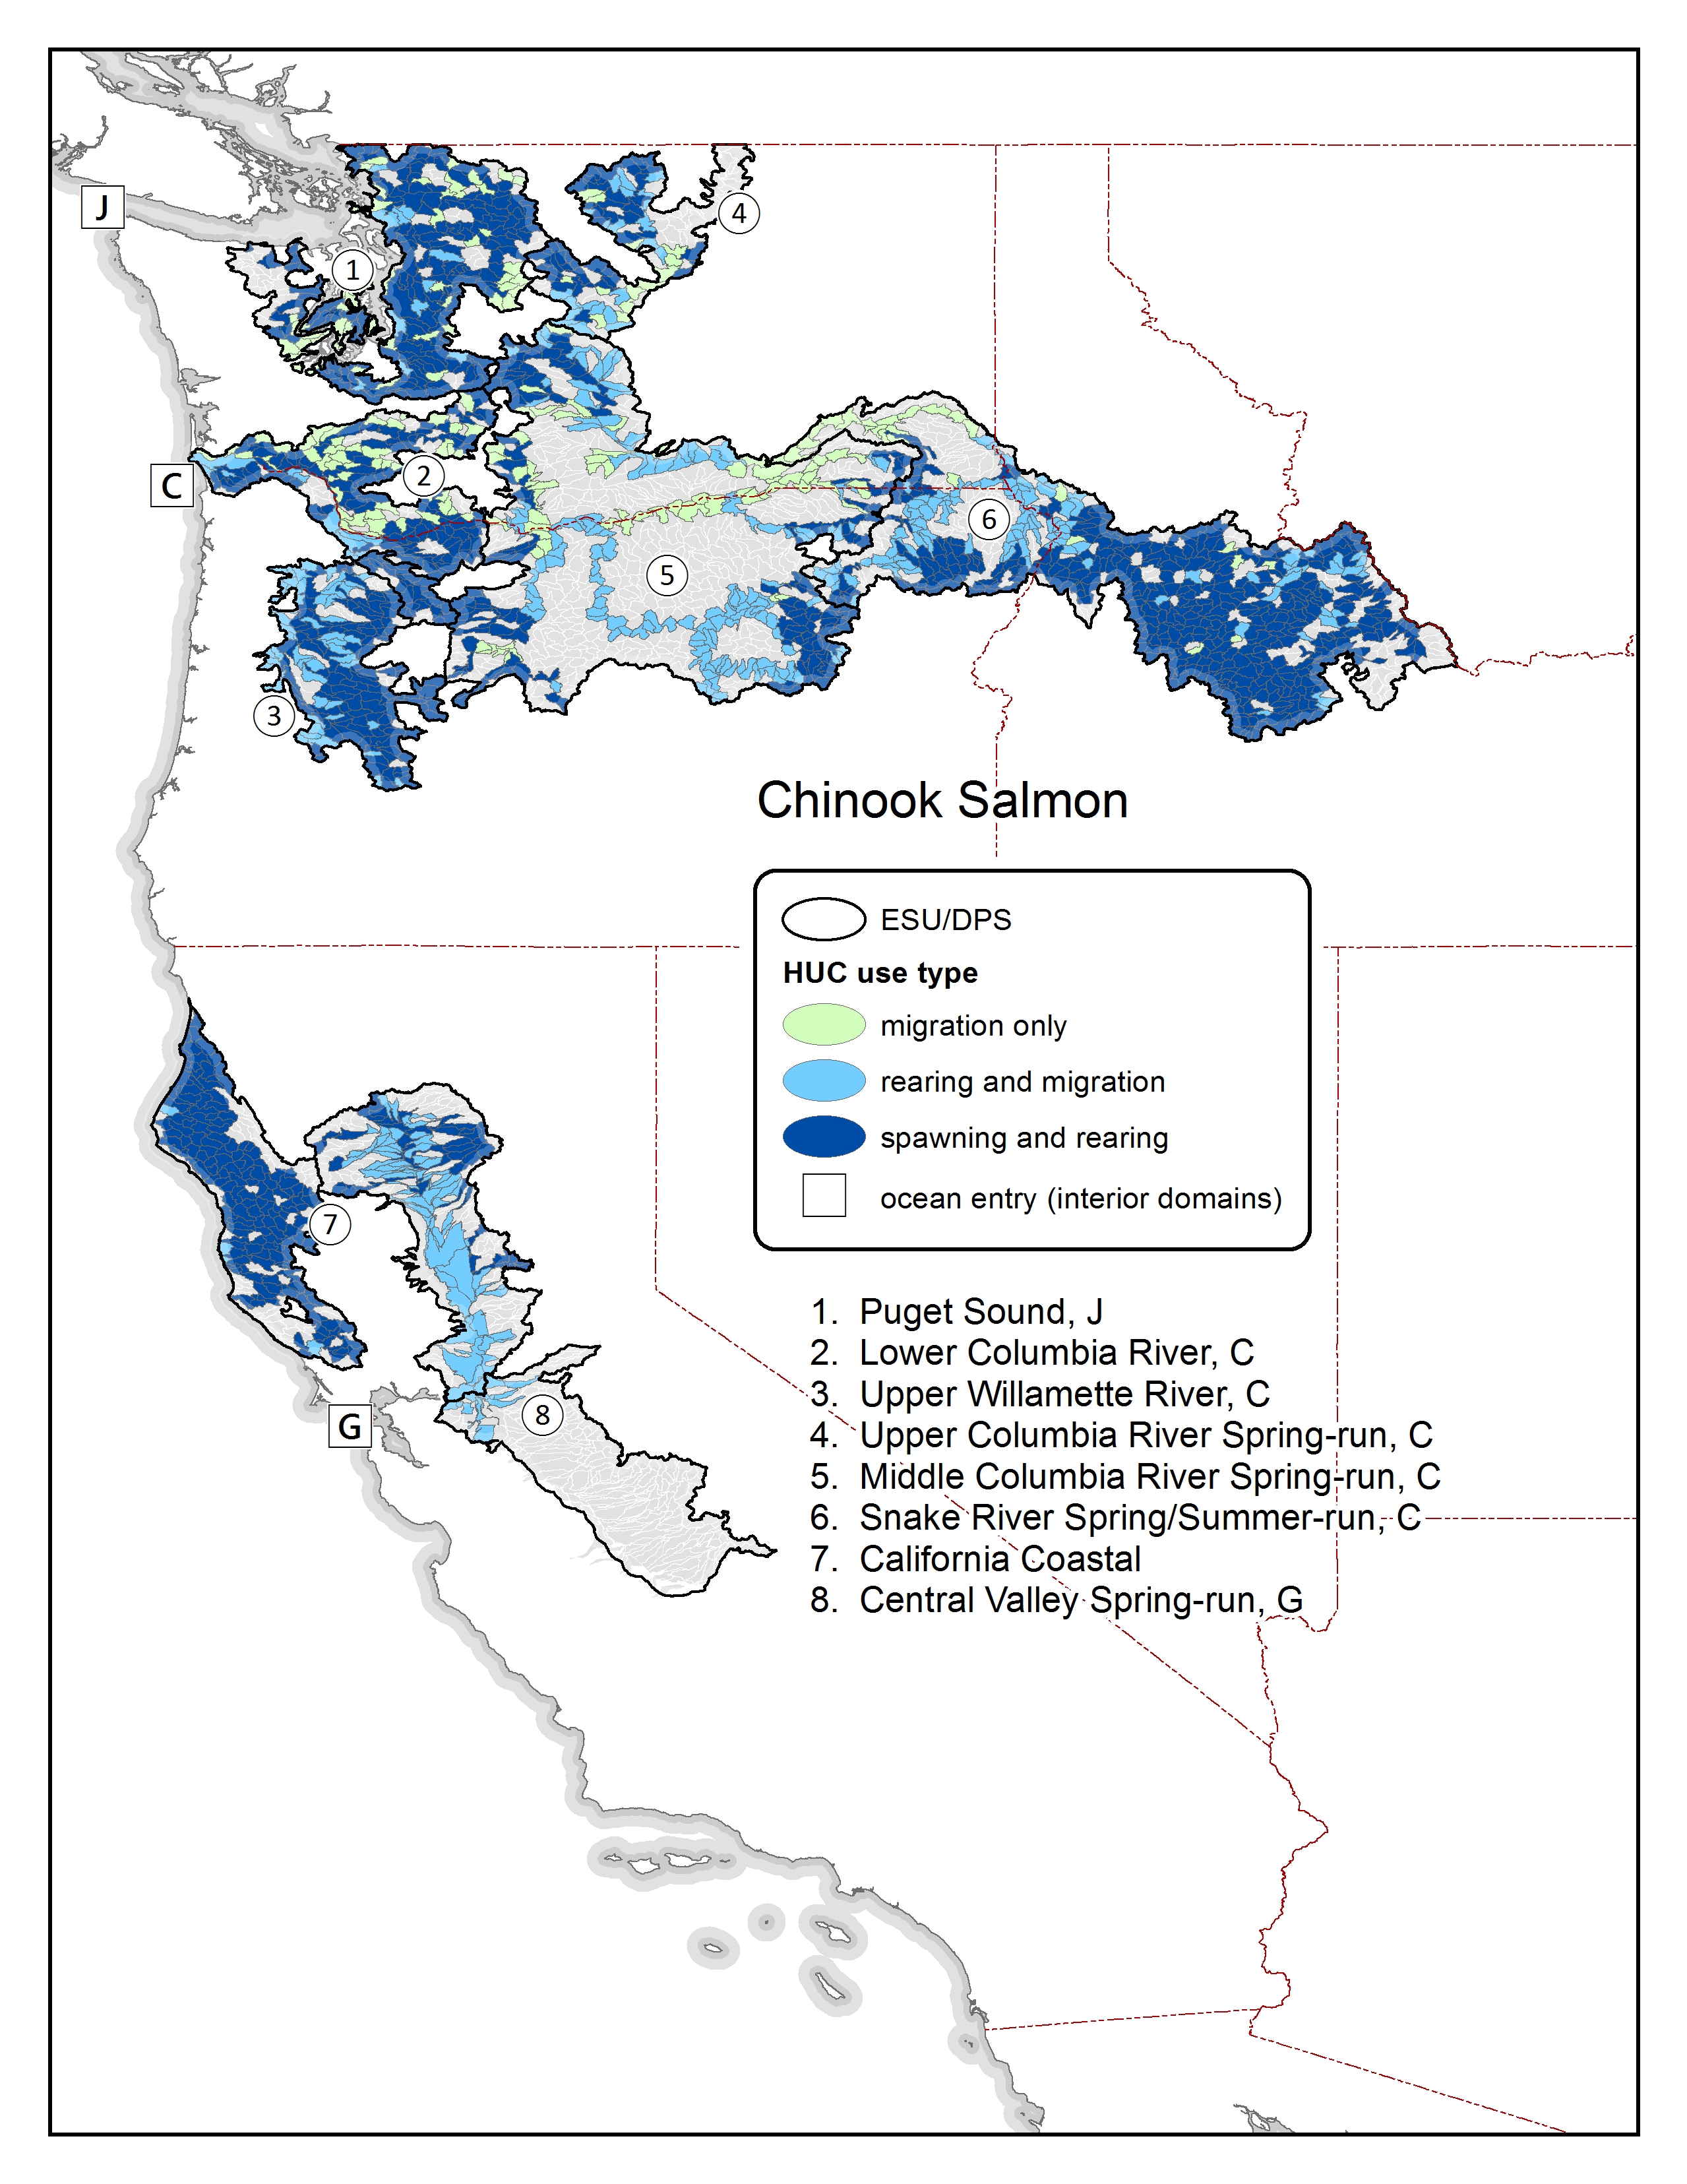 J
4
1
2
C
6
5
3
Chinook Salmon
ESU/DPS
HUC use type
migration only
rearing and migration
spawning and rearing
ocean entry (interior domains)
7
8
G
1. Puget Sound, J
2. Lower Columbia River, C
3. Upper Willamette River, C
4. Upper Columbia River Spring-run, C
5. Middle Columbia River Spring-run, C
6. Snake River Spring/Summer-run, C
7. California Coastal
8. Central Valley Spring-run, G